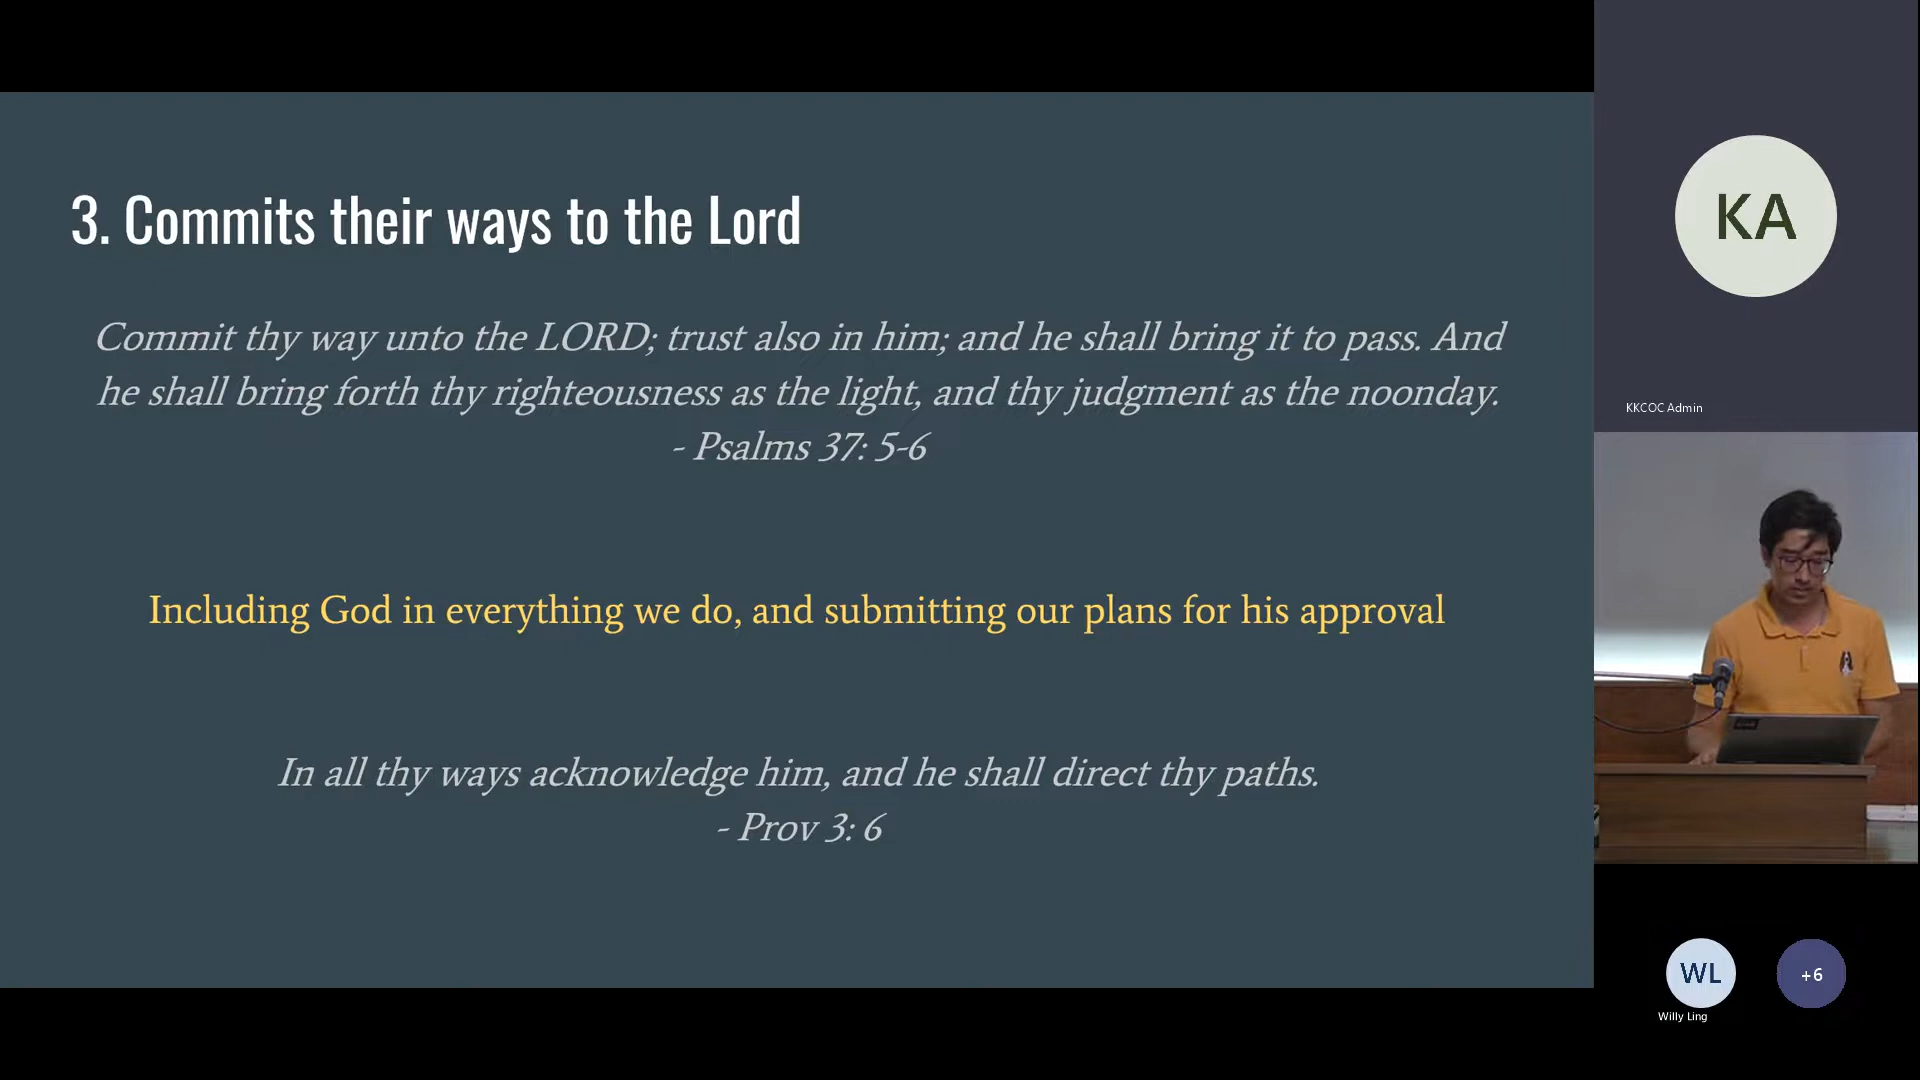 3. Commits their ways to the Lord
Commit thy way unto the LORD; trust also in him; and he shall bring it to pass. And
he shall bring forth thy righteousness as the light, and thy judgment as the noonday.
- Psalms 37: 5-6
Including God in everything we do, and submitting our plans for his approval
In all thy ways acknowledge him, and he shall direct thy paths.
- Prov 3: 6
KA
KKCOC Admin
WL
+6
Willy Ling